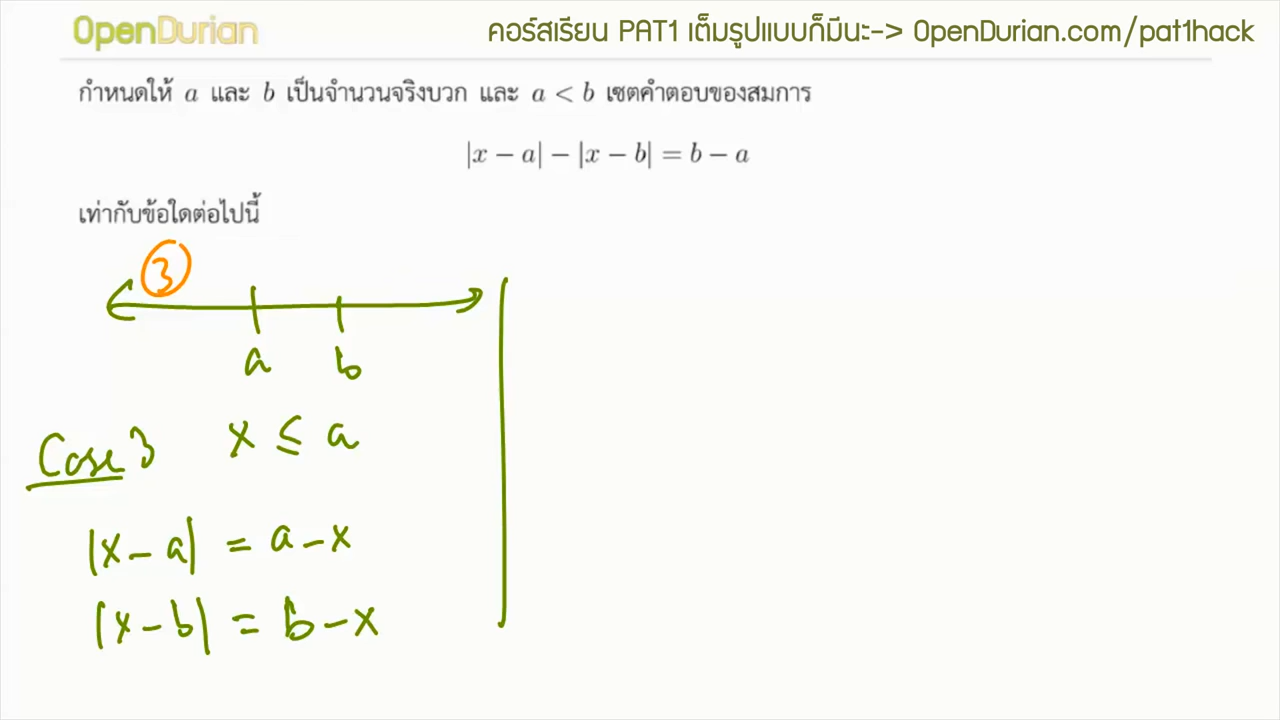 OpenDurian
คอร์สเรียน PAT1 เต็มรูปแบบก็มีนะ-> OpenDurian.com/pat1hack
กำหนดให้ a และ b เป็นจำนวนจริงบวก และ a < b เซตคำตอบของสมการ
|x − a| − |x − b| = b − a
เท่ากับข้อใดต่อไปนี้
3
a b
Case 3 x ≤ a
|x − a| = a − x
|x − b| = b − x